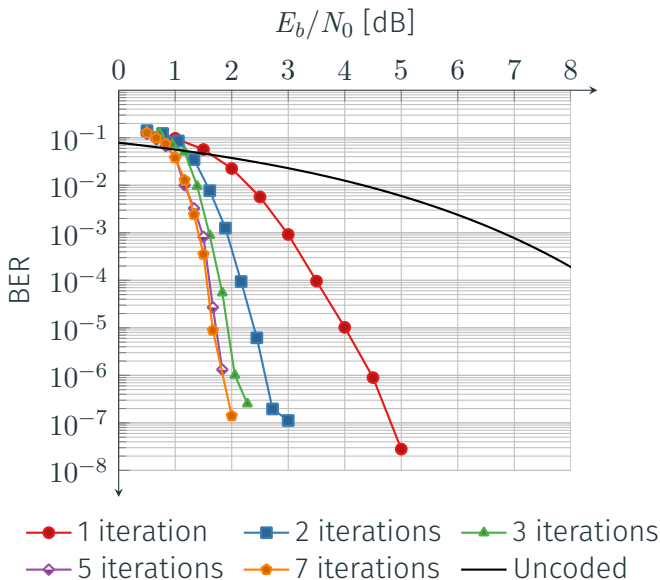 E_b/N_0 [dB]
0 1 2 3 4 5 6 7 8
10^{-1}
10^{-2}
10^{-3}
10^{-4}
10^{-5}
10^{-6}
10^{-7}
10^{-8}
BER
1 iteration 2 iterations 3 iterations
5 iterations 7 iterations Uncoded